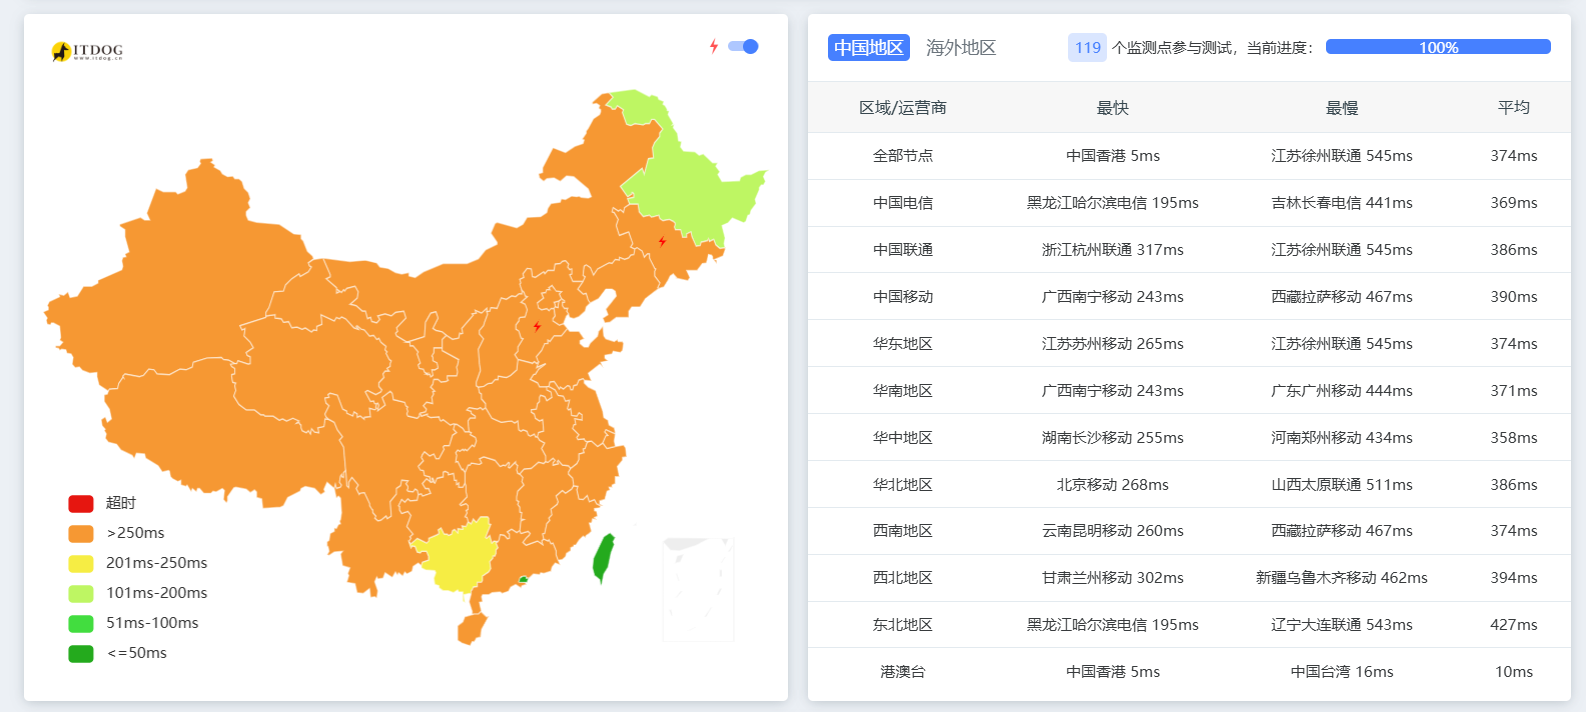 ITDOG
www.itdog.cn
超时
>250ms
201ms-250ms
101ms-200ms
51ms-100ms
<=50ms
中国地区 海外地区 119 个监测点参与测试，当前进度： 100%
区域/运营商 最快 最慢 平均
全部节点 中国香港 5ms 江苏徐州联通 545ms 374ms
中国电信 黑龙江哈尔滨电信 195ms 吉林长春电信 441ms 369ms
中国联通 浙江杭州联通 317ms 江苏徐州联通 545ms 386ms
中国移动 广西南宁移动 243ms 西藏拉萨移动 467ms 390ms
华东地区 江苏苏州移动 265ms 江苏徐州联通 545ms 374ms
华南地区 广西南宁移动 243ms 广东广州移动 444ms 371ms
华中地区 湖南长沙移动 255ms 河南郑州移动 434ms 358ms
华北地区 北京移动 268ms 山西太原联通 511ms 386ms
西南地区 云南昆明移动 260ms 西藏拉萨移动 467ms 374ms
西北地区 甘肃兰州移动 302ms 新疆乌鲁木齐移动 462ms 394ms
东北地区 黑龙江哈尔滨电信 195ms 辽宁大连联通 543ms 427ms
港澳台 中国香港 5ms 中国台湾 16ms 10ms